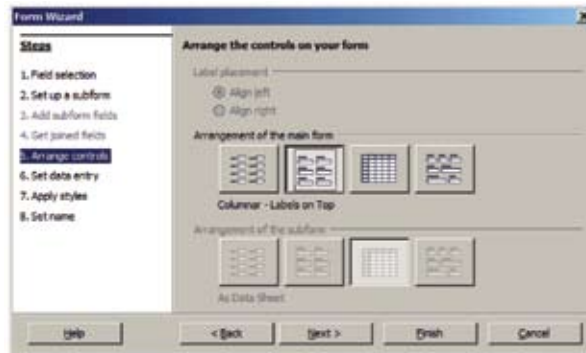 Form Wizard
Steps
1. Field selection
2. Set up a subform
3. Add subform fields
4. Get joined fields
5. Arrange controls
6. Set data entry
7. Apply styles
8. Set name
Arrange the controls on your form
Label placement
Align left
Align right
Arrangement of the main form
Columnar - Labels on Top
Arrangement of the subform
As Data Sheet
Help
< Back
Next >
Finish
Cancel